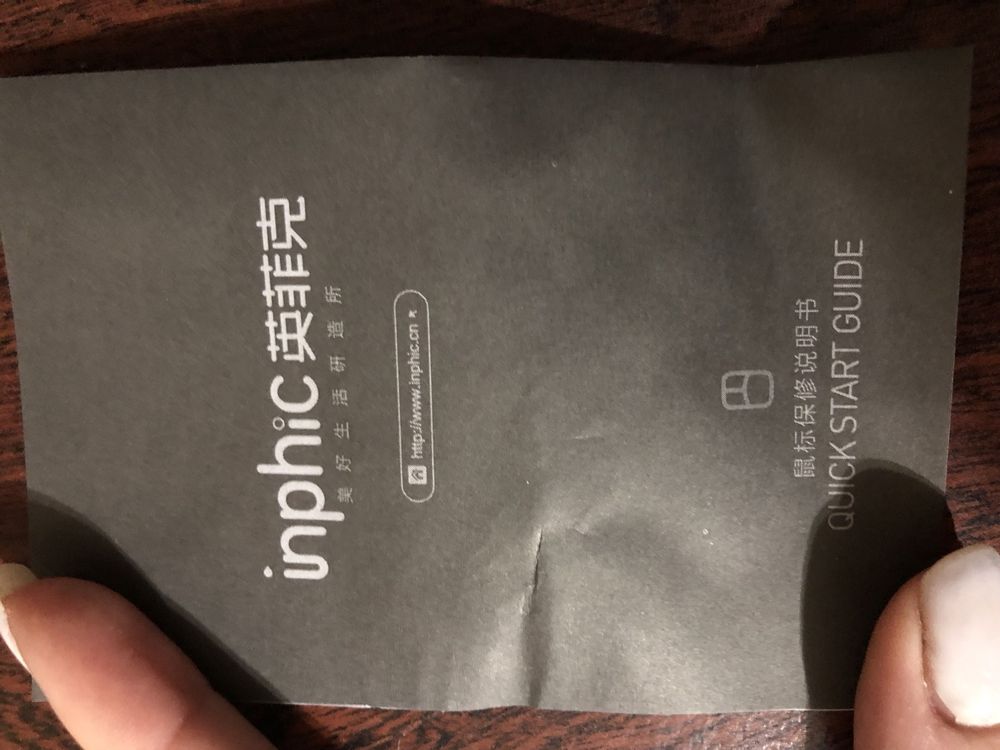 inphic 英菲克
美好生活研造所
http://www.inphic.cn
鼠标保修说明书
QUICK START GUIDE